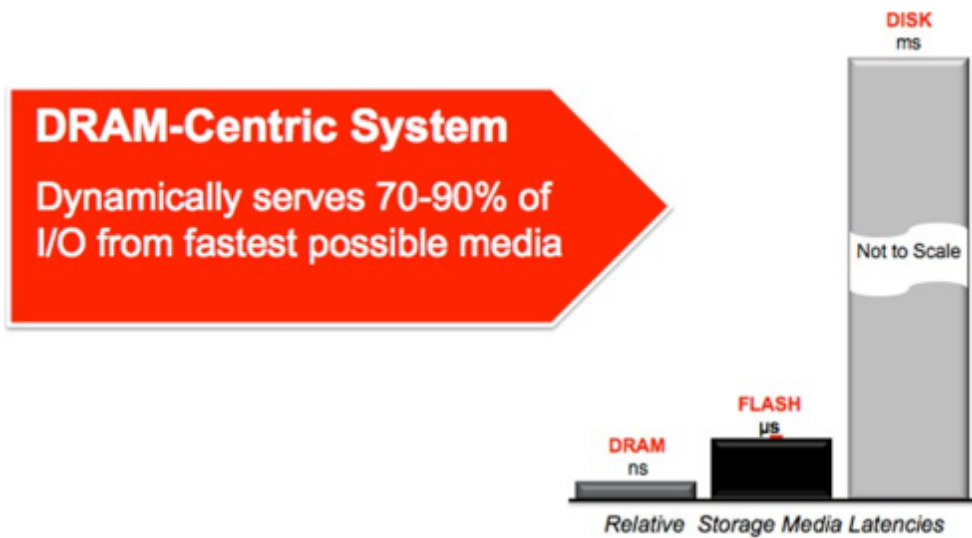 DISK
ms
DRAM-Centric System
Dynamically serves 70-90% of
I/O from fastest possible media
Not to Scale
FLASH
μs
DRAM
ns
Relative Storage Media Latencies